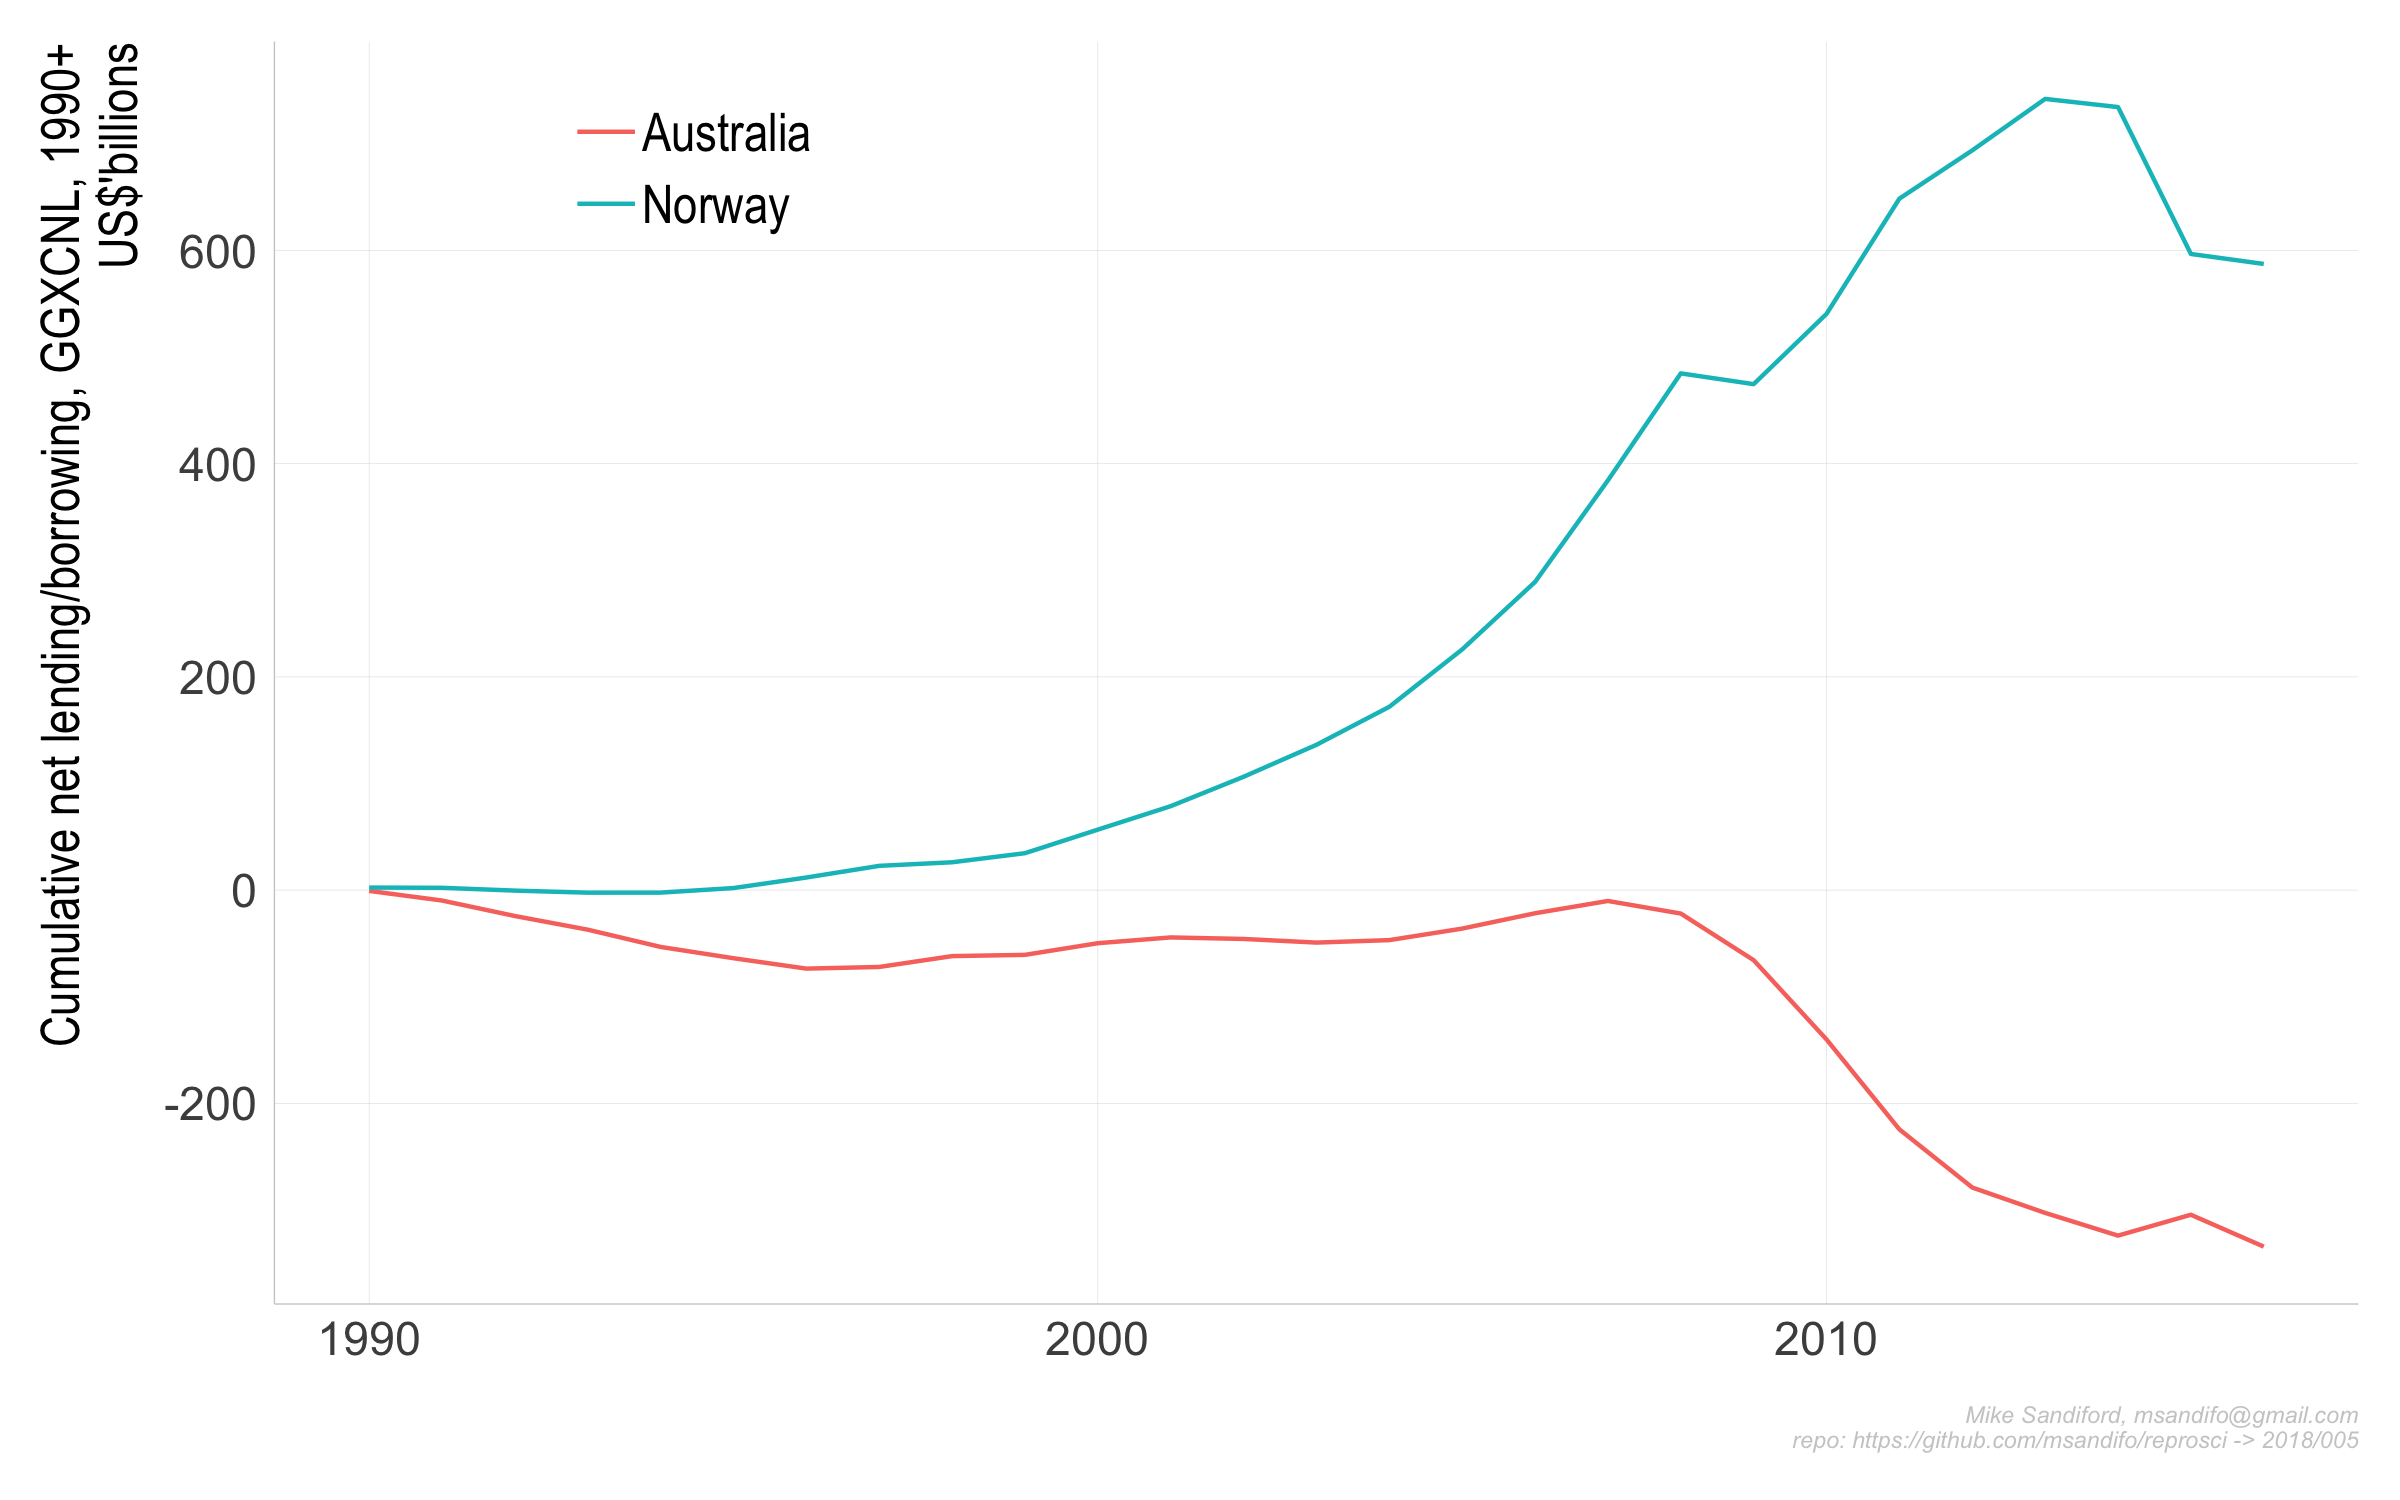 Cumulative net lending/borrowing, GGXCNL, 1990+
US$'billions
Australia
Norway
600
400
200
0
-200
1990
2000
2010
Mike Sandiford, msandifo@gmail.com
repo: https://github.com/msandifo/reprosci -> 2018/005